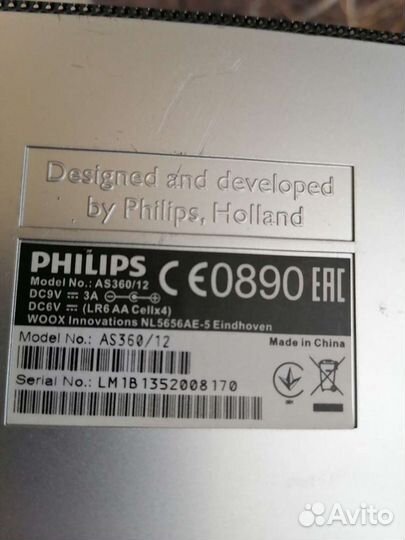 Designed and developed
by Philips, Holland
PHILIPS CE0890 EAC
Model No.: AS360/12
DC9V ⎓ 3A
DC6V ⎓ (LR6 AA Cellx4)
WOOX Innovations NL5656AE-5 Eindhoven
Model No.: AS360/12
Made in China
Serial No.: LM1B1352008170
Avito